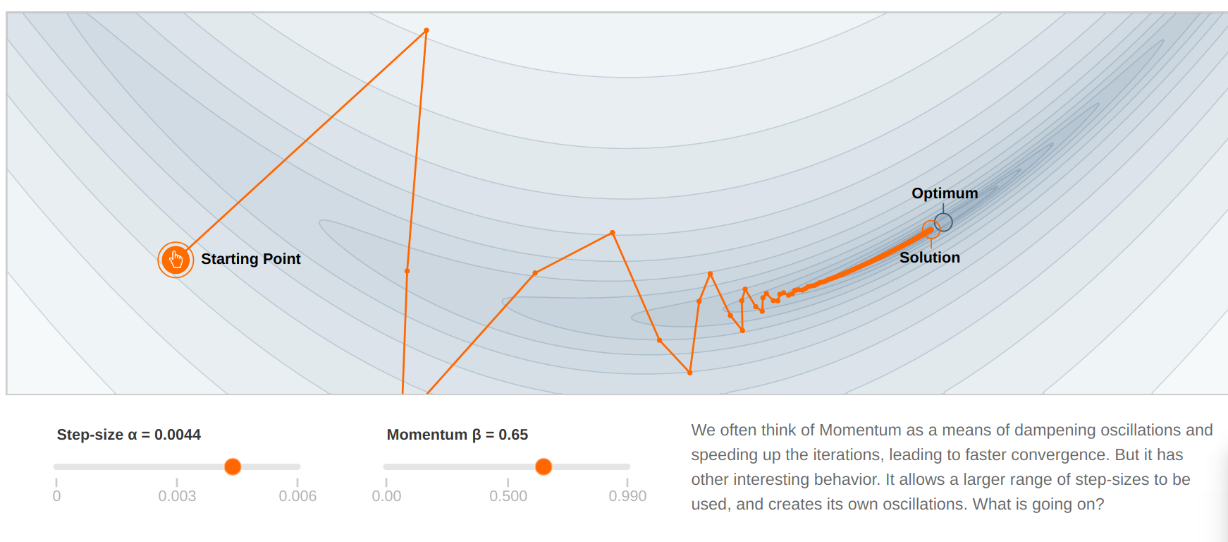 Optimum
Starting Point
Solution
Step-size α = 0.0044
0
0.003
0.006
Momentum β = 0.65
0.00
0.500
0.990
We often think of Momentum as a means of dampening oscillations and
speeding up the iterations, leading to faster convergence. But it has
other interesting behavior. It allows a larger range of step-sizes to be
used, and creates its own oscillations. What is going on?